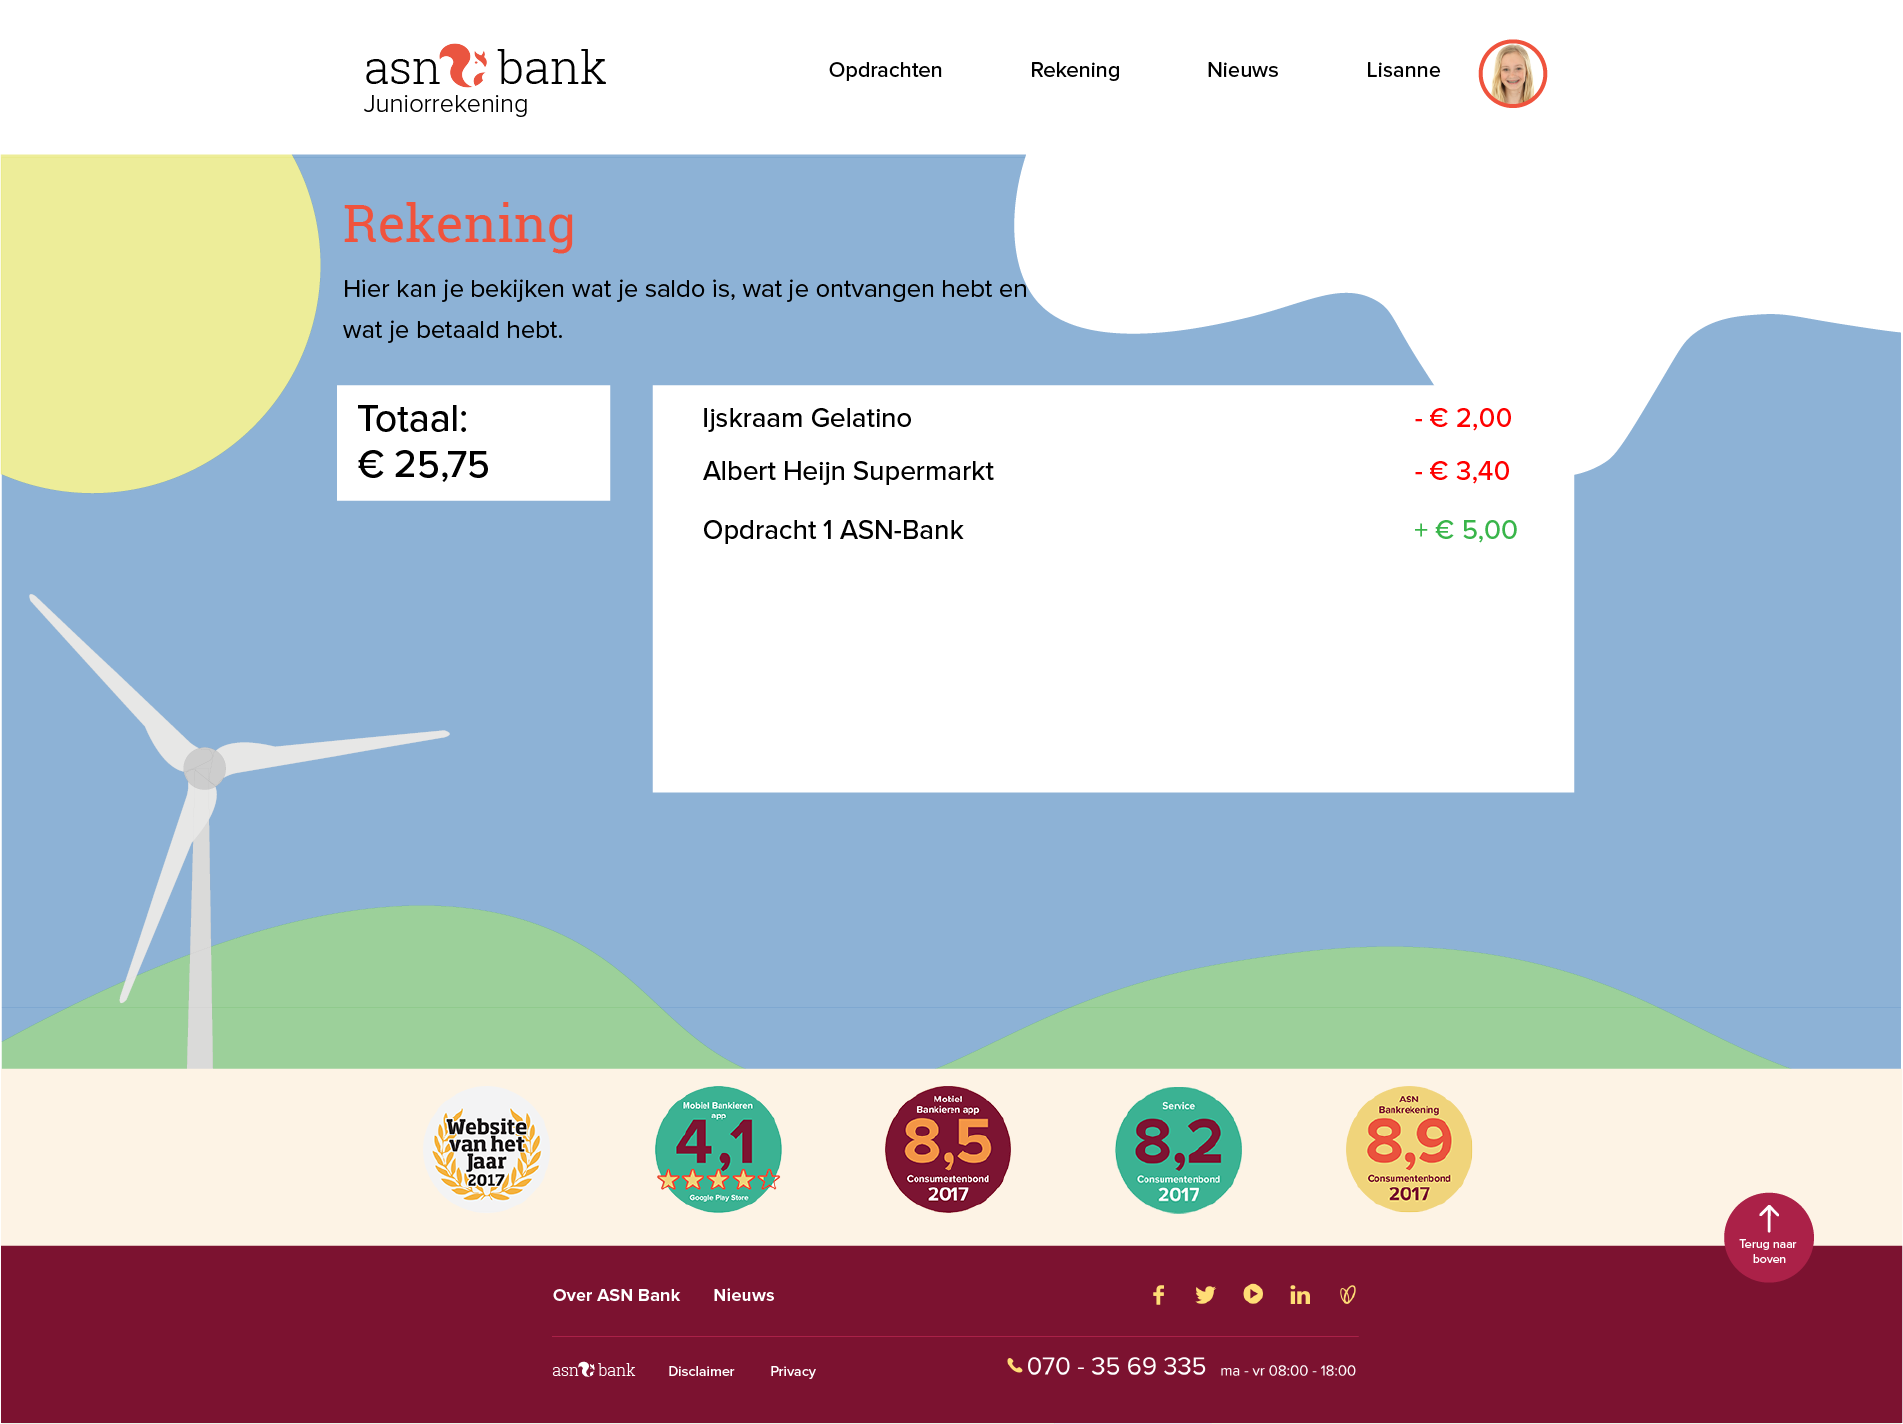 asn bank
Juniorrekening
Opdrachten
Rekening
Nieuws
Lisanne
Rekening
Hier kan je bekijken wat je saldo is, wat je ontvangen hebt en
wat je betaald hebt.
Totaal:
€ 25,75
Ijskraam Gelatino - € 2,00
Albert Heijn Supermarkt - € 3,40
Opdracht 1 ASN-Bank + € 5,00
Website
van het
Jaar
2017
Mobiel Bankieren
app
4,1
Google Play Store
Mobiel
Bankieren app
8,5
Consumentenbond
2017
Service
8,2
Consumentenbond
2017
ASN
Bankrekening
8,9
Consumentenbond
2017
Terug naar
boven
Over ASN Bank
Nieuws
asn bank
Disclaimer
Privacy
070 - 35 69 335
ma - vr 08:00 - 18:00